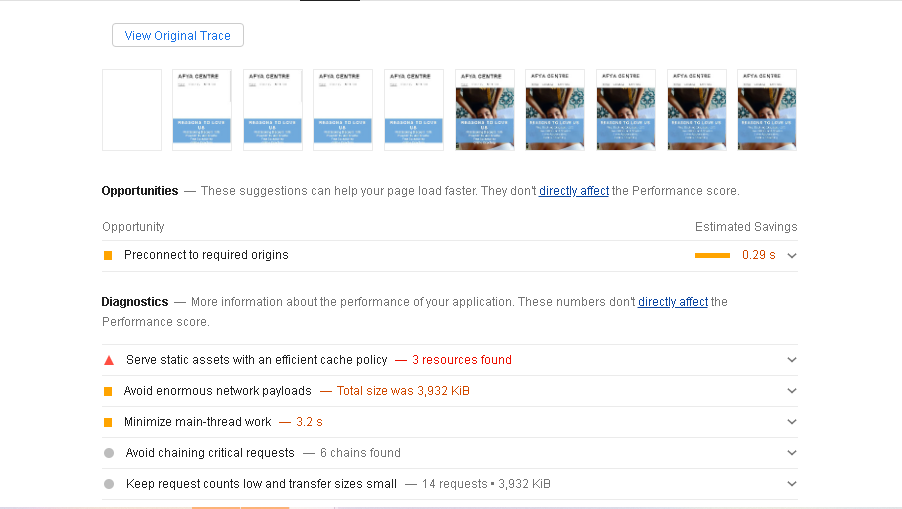 View Original Trace
AFYA CENTRE AFYA CENTRE AFYA CENTRE AFYA CENTRE AFYA CENTRE AFYA CENTRE AFYA CENTRE AFYA CENTRE AFYA CENTRE
REASONS TO LOVE US REASONS TO LOVE US REASONS TO LOVE US REASONS TO LOVE US REASONS TO LOVE US REASONS TO LOVE US REASONS TO LOVE US REASONS TO LOVE US REASONS TO LOVE US
Opportunities — These suggestions can help your page load faster. They don't directly affect the Performance score.
Opportunity Estimated Savings
Preconnect to required origins 0.29 s
Diagnostics — More information about the performance of your application. These numbers don't directly affect the
Performance score.
Serve static assets with an efficient cache policy — 3 resources found
Avoid enormous network payloads — Total size was 3,932 KiB
Minimize main-thread work — 3.2 s
Avoid chaining critical requests — 6 chains found
Keep request counts low and transfer sizes small — 14 requests • 3,932 KiB